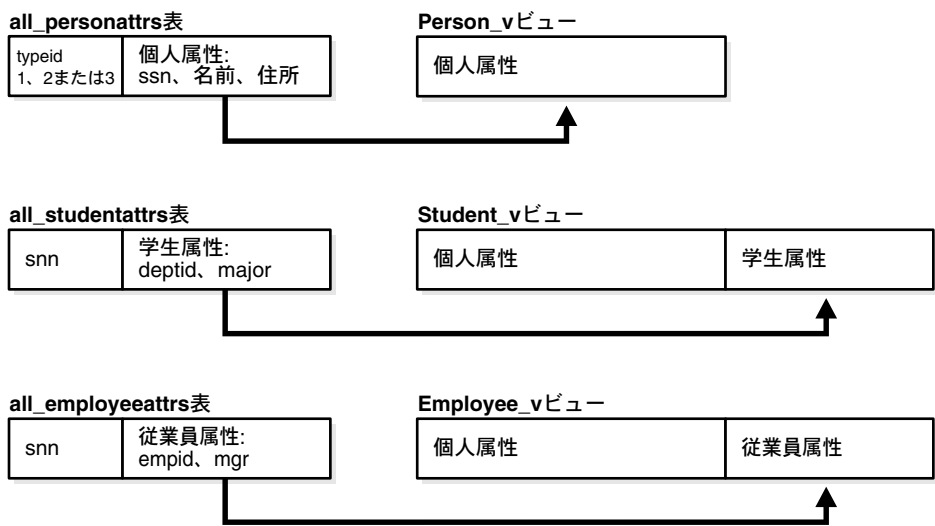 all_personattrs表
Person_vビュー
typeid
1、2または3
個人属性:
ssn、名前、住所
個人属性
all_studentattrs表
Student_vビュー
snn
学生属性:
deptid、major
個人属性
学生属性
all_employeeattrs表
Employee_vビュー
snn
従業員属性:
empid、mgr
個人属性
従業員属性